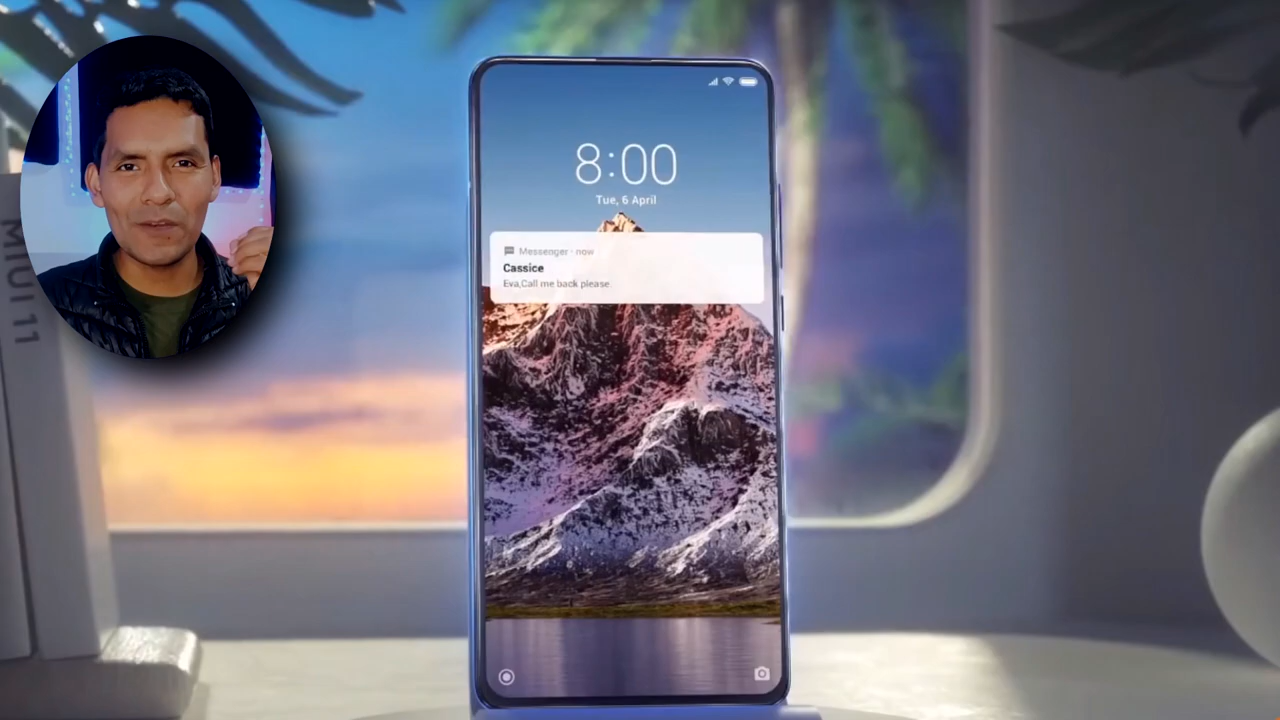 MIUI 11
8:00
Tue, 6 April
Messenger · now
Cassice
Eva,Call me back please.